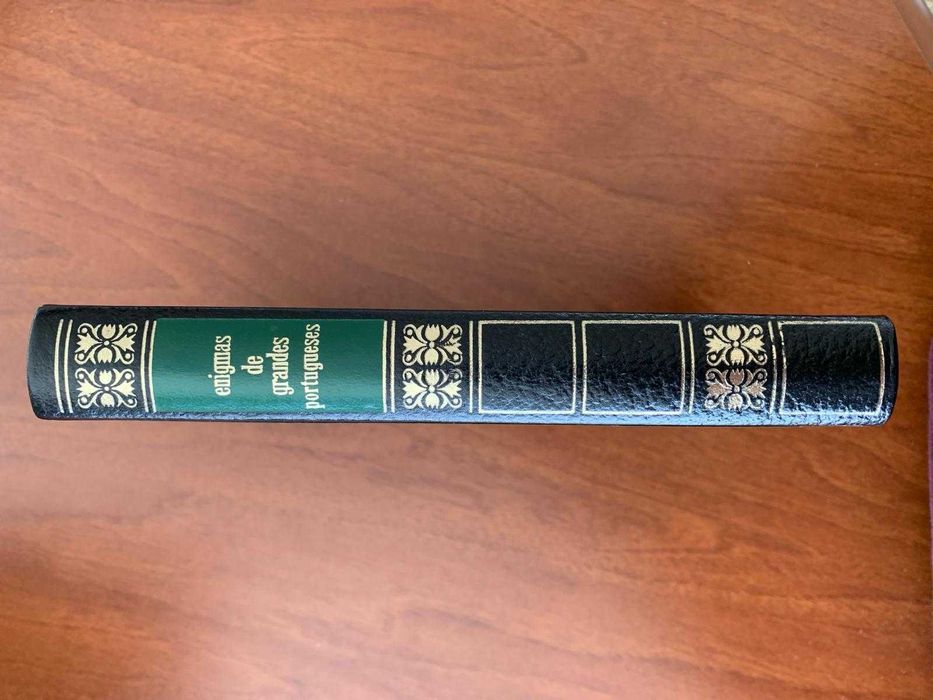 enigmas
de
grandes
portugueses